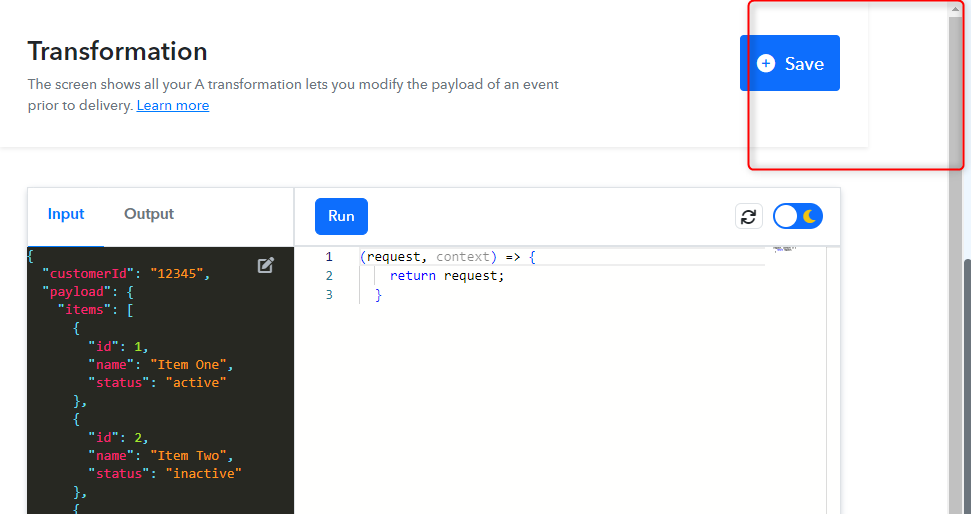 Transformation
The screen shows all your A transformation lets you modify the payload of an event
prior to delivery. Learn more
Save
Input
Output
Run
{
"customerId": "12345",
"payload": {
"items": [
{
"id": 1,
"name": "Item One",
"status": "active"
},
{
"id": 2,
"name": "Item Two",
"status": "inactive"
},
{
1 (request, context) => {
2 return request;
3 }